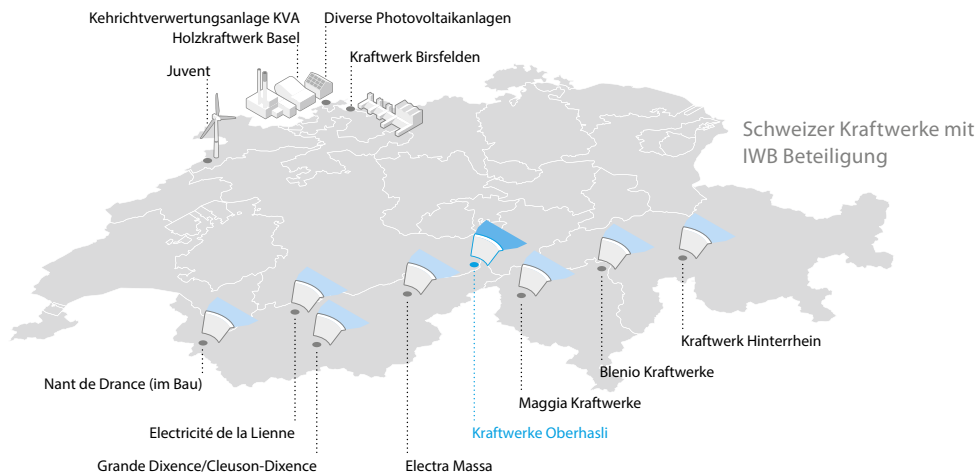 Kehrichtverwertungsanlage KVA
Diverse Photovoltaikanlagen
Holzkraftwerk Basel
Kraftwerk Birsfelden
Juvent
Schweizer Kraftwerke mit
IWB Beteiligung
Kraftwerk Hinterrhein
Blenio Kraftwerke
Nant de Drance (im Bau)
Maggia Kraftwerke
Electricité de la Lienne
Kraftwerke Oberhasli
Grande Dixence/Cleuson-Dixence
Electra Massa